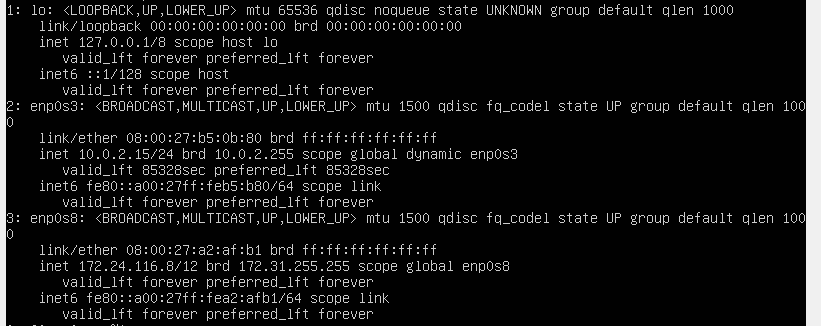 1: lo: <LOOPBACK,UP,LOWER_UP> mtu 65536 qdisc noqueue state UNKNOWN group default qlen 1000
link/loopback 00:00:00:00:00:00 brd 00:00:00:00:00:00
inet 127.0.0.1/8 scope host lo
valid_lft forever preferred_lft forever
inet6 ::1/128 scope host
valid_lft forever preferred_lft forever
2: enp0s3: <BROADCAST,MULTICAST,UP,LOWER_UP> mtu 1500 qdisc fq_codel state UP group default qlen 100
0
link/ether 08:00:27:b5:0b:80 brd ff:ff:ff:ff:ff:ff
inet 10.0.2.15/24 brd 10.0.2.255 scope global dynamic enp0s3
valid_lft 85328sec preferred_lft 85328sec
inet6 fe80::a00:27ff:feb5:b80/64 scope link
valid_lft forever preferred_lft forever
3: enp0s8: <BROADCAST,MULTICAST,UP,LOWER_UP> mtu 1500 qdisc fq_codel state UP group default qlen 100
0
link/ether 08:00:27:a2:af:b1 brd ff:ff:ff:ff:ff:ff
inet 172.24.116.8/12 brd 172.31.255.255 scope global enp0s8
valid_lft forever preferred_lft forever
inet6 fe80::a00:27ff:fea2:afb1/64 scope link
valid_lft forever preferred_lft forever